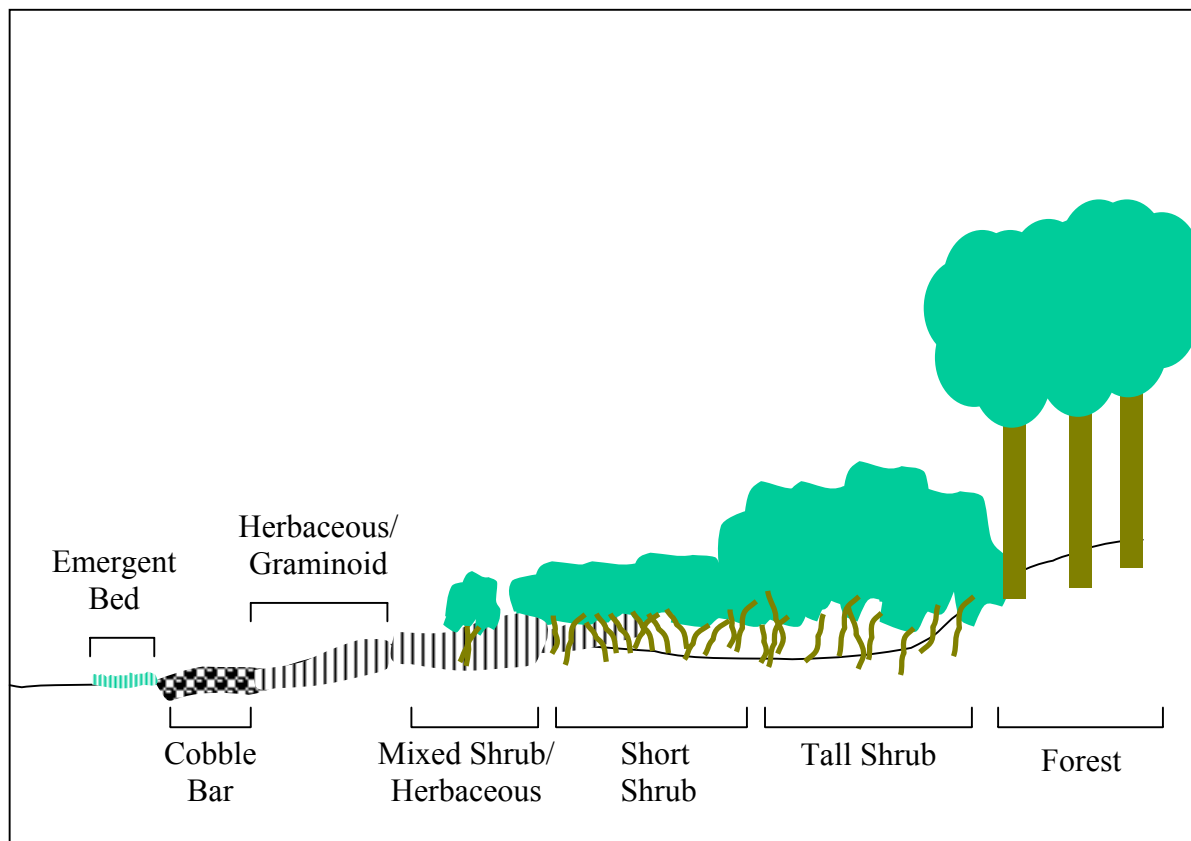 Herbaceous/
Graminoid
Emergent
Bed
Cobble
Bar
Mixed Shrub/
Herbaceous
Short
Shrub
Tall Shrub
Forest